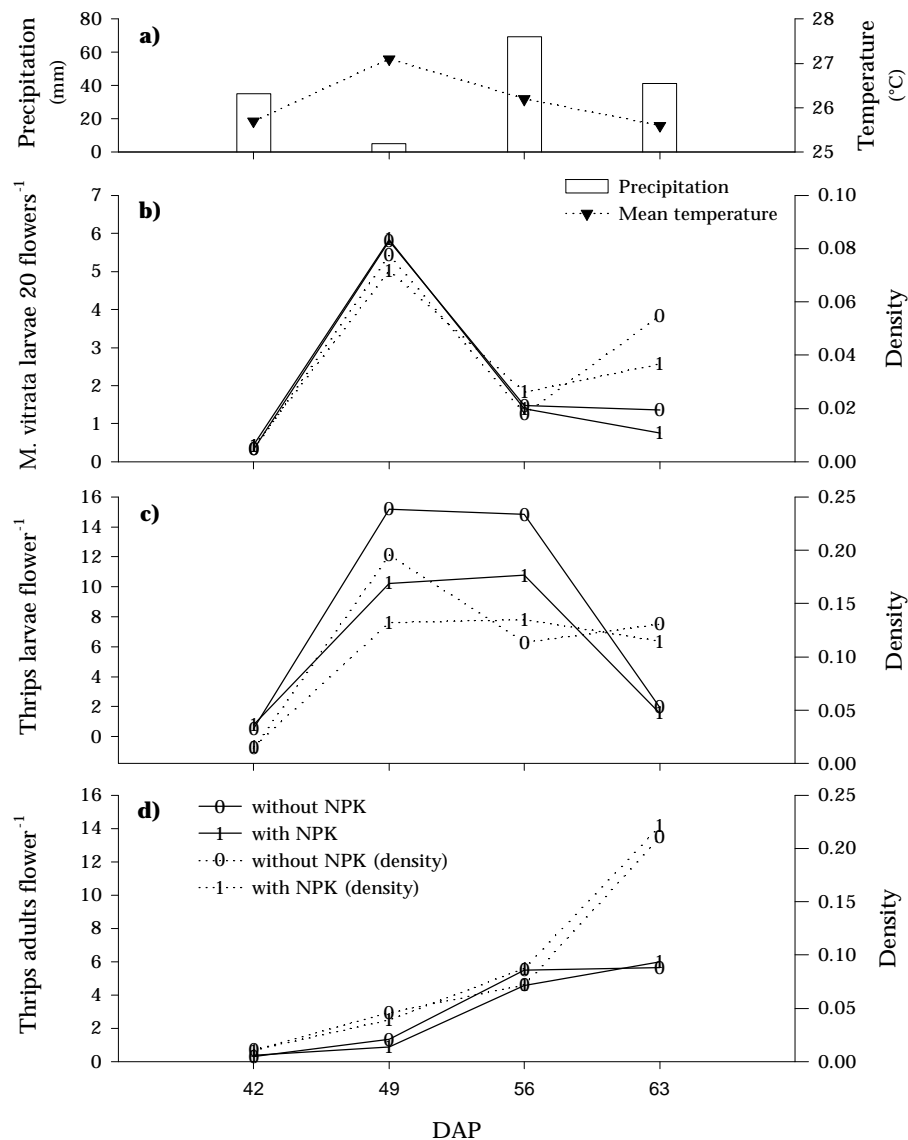 a)
Precipitation
(mm)
80
60
40
20
0
28
27
26
25
Temperature
(°C)
Precipitation
Mean temperature
b)
M. vitrata larvae 20 flowers-1
7
6
5
4
3
2
1
0
0.10
0.08
0.06
0.04
0.02
0.00
Density
c)
Thrips larvae flower-1
16
14
12
10
8
6
4
2
0
0.25
0.20
0.15
0.10
0.05
0.00
Density
d)
Thrips adults flower-1
16
14
12
10
8
6
4
2
0
0 without NPK
1 with NPK
0 without NPK (density)
1 with NPK (density)
0.25
0.20
0.15
0.10
0.05
0.00
Density
42 49 56 63
DAP